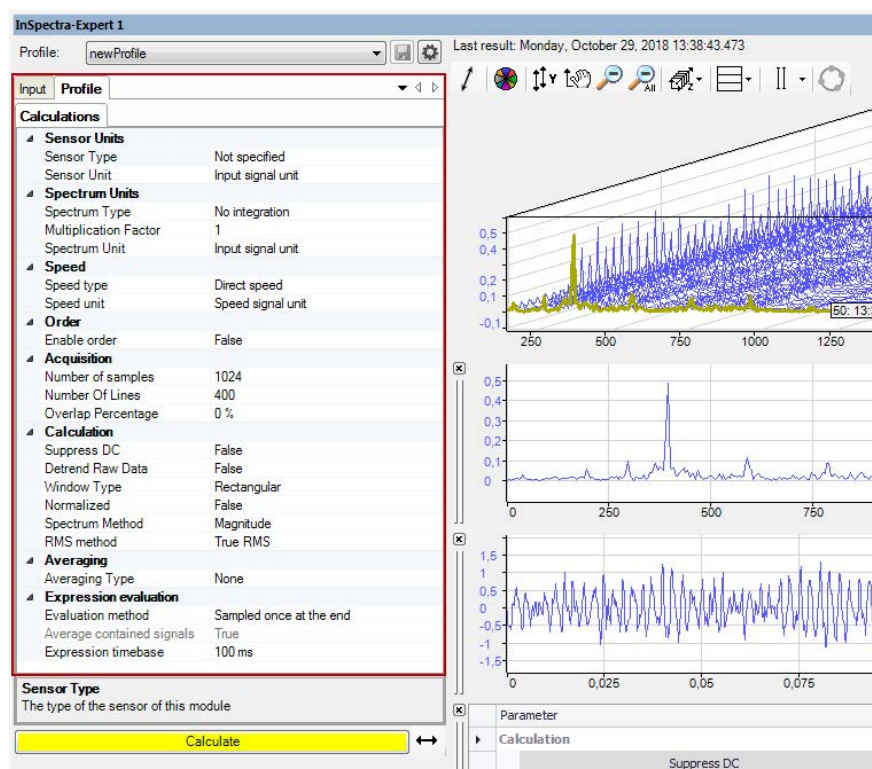 InSpectra-Expert 1
Profile: newProfile
Last result: Monday, October 29, 2018 13:38:43.473
Input Profile
Calculations
Sensor Units
Sensor Type Not specified
Sensor Unit Input signal unit
Spectrum Units
Spectrum Type No integration
Multiplication Factor 1
Spectrum Unit Input signal unit
Speed
Speed type Direct speed
Speed unit Speed signal unit
Order
Enable order False
Acquisition
Number of samples 1024
Number Of Lines 400
Overlap Percentage 0 %
Calculation
Suppress DC False
Detrend Raw Data False
Window Type Rectangular
Normalized False
Spectrum Method Magnitude
RMS method True RMS
Averaging
Averaging Type None
Expression evaluation
Evaluation method Sampled once at the end
Average contained signals True
Expression timebase 100 ms
Sensor Type
The type of the sensor of this module
Calculate
Y All Z
0,5
0,4
0,2
0,1
-0,1
50: 13:
250 500 750 1000 1250
0,5
0,4
0,3
0,2
0,1
0
0 250 500 750
1,5
1
0,5
0
-0,5
-1
-1,5
0 0,025 0,05 0,075
Parameter
Calculation
Suppress DC